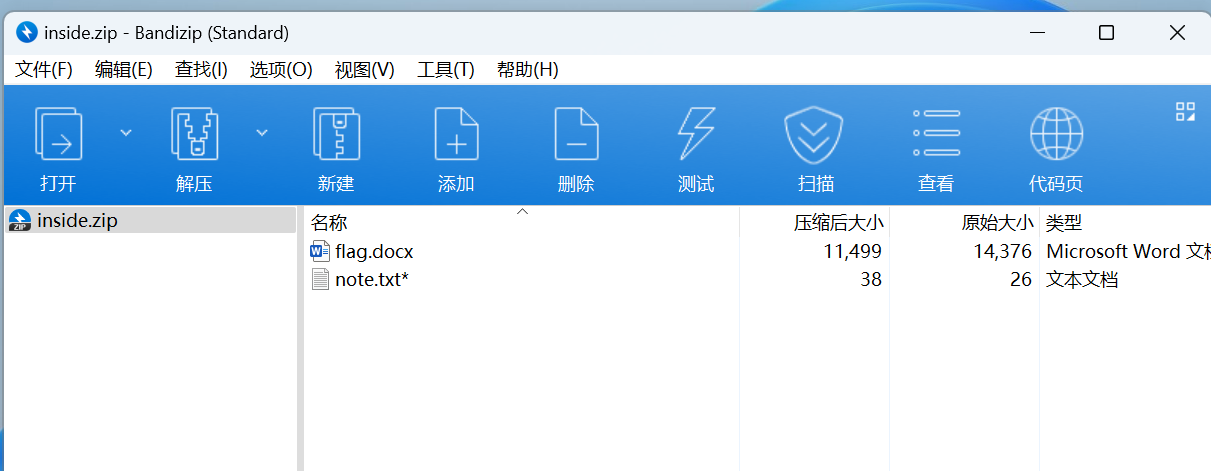 inside.zip - Bandizip (Standard)
文件(F) 编辑(E) 查找(I) 选项(O) 视图(V) 工具(T) 帮助(H)
打开 解压 新建 添加 删除 测试 扫描 查看 代码页
ZIP inside.zip
名称 压缩后大小 原始大小 类型
W flag.docx 11,499 14,376 Microsoft Word 文档
note.txt* 38 26 文本文档